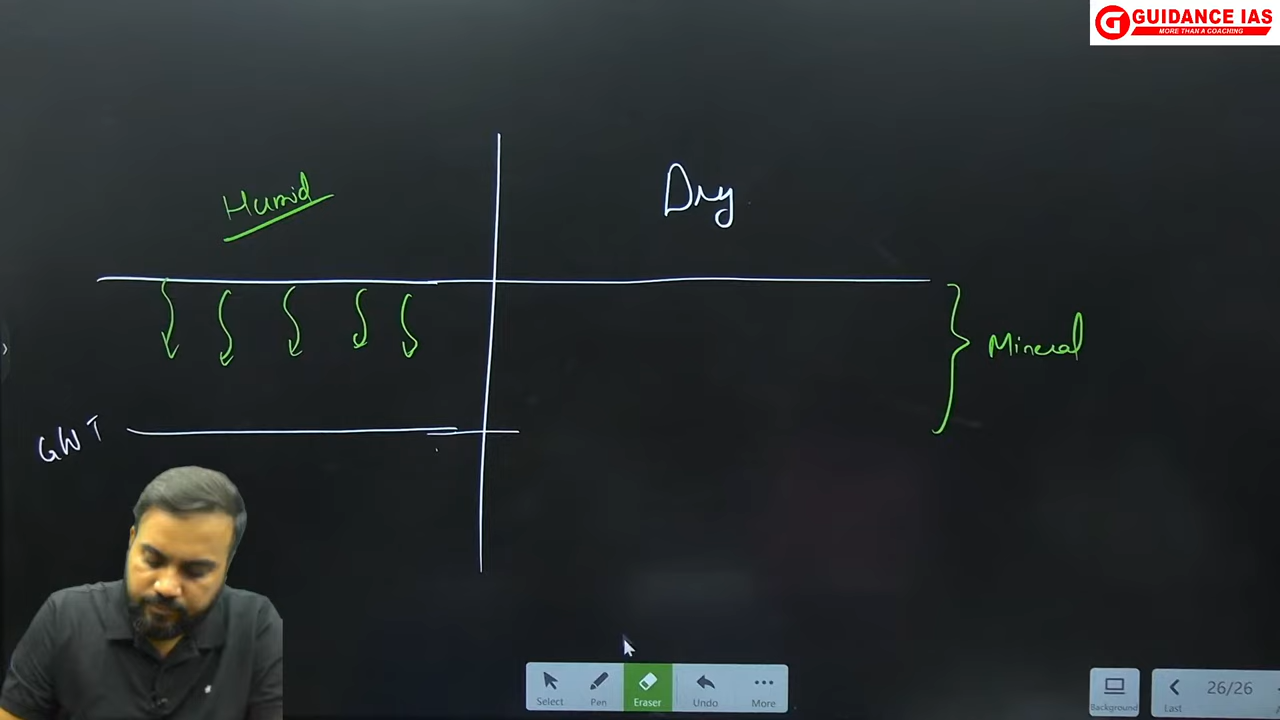 GUIDANCE IAS
MORE THAN A COACHING
Humid
Dry
Mineral
GWT
Select
Pen
Eraser
Undo
More
Background
Last
26/26